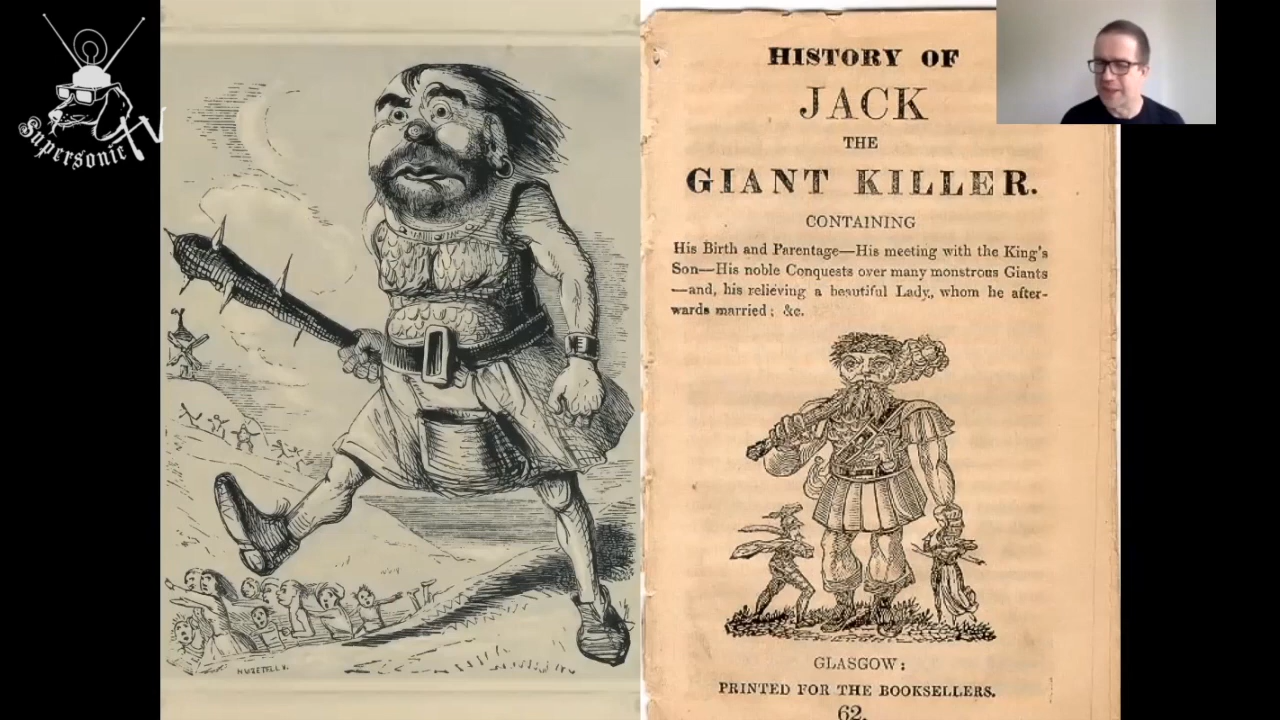 Supersonic TV
H VIZETELLY.
HISTORY OF
JACK
THE
GIANT KILLER.
CONTAINING
His Birth and Parentage—His meeting with the King's
Son—His noble Conquests over many monstrous Giants
—and, his relieving a beautiful Lady, whom he after-
wards married; &c.
GLASGOW:
PRINTED FOR THE BOOKSELLERS.
62.